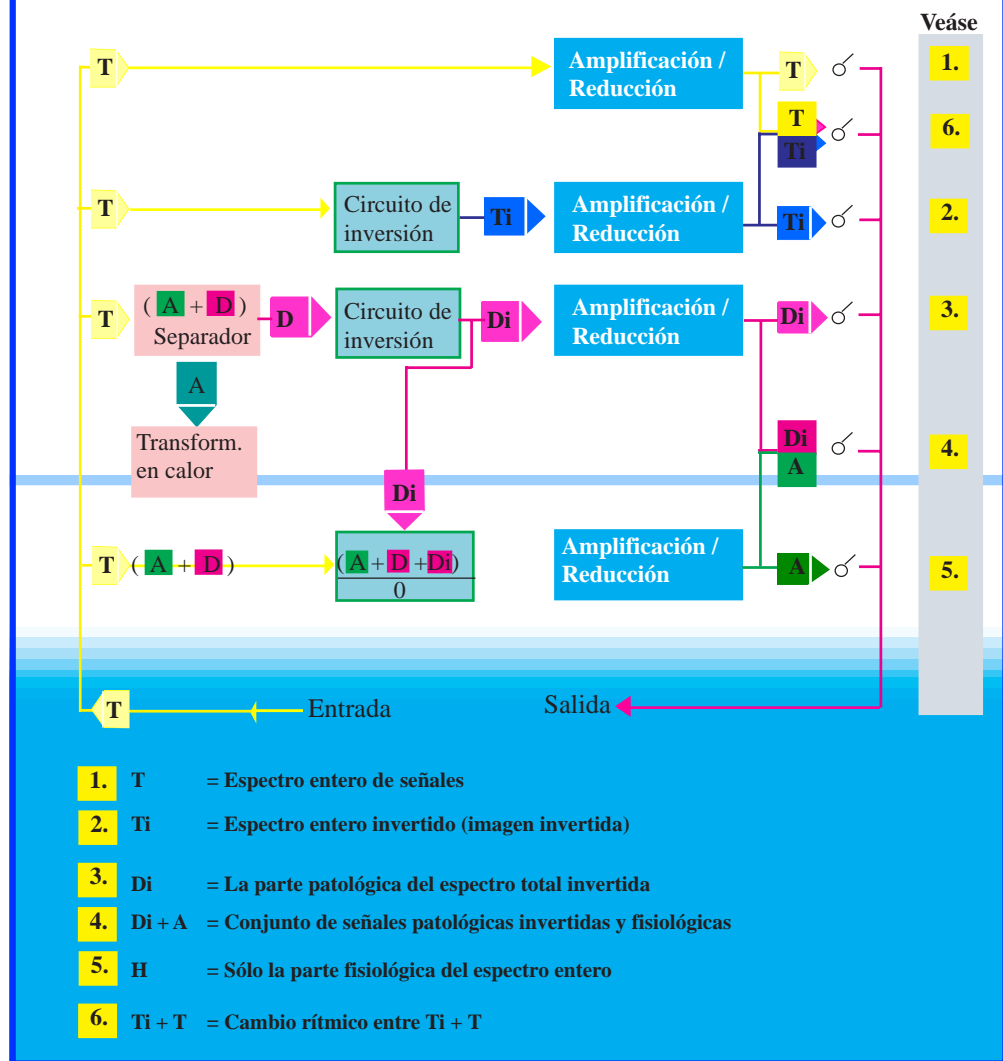 Veáse
T
Amplificación /
Reducción
T
1.
T
Ti
6.
T
Circuito de
inversión
Ti
Amplificación /
Reducción
Ti
2.
T
( A + D )
Separador
D
Circuito de
inversión
Di
Amplificación /
Reducción
Di
3.
A
Transform.
en calor
Di
A
4.
Di
T ( A + D )
(A + D + Di)
0
Amplificación /
Reducción
A
5.
T
Entrada
Salida
1. T = Espectro entero de señales
2. Ti = Espectro entero invertido (imagen invertida)
3. Di = La parte patológica del espectro total invertida
4. Di + A = Conjunto de señales patológicas invertidas y fisiológicas
5. H = Sólo la parte fisiológica del espectro entero
6. Ti + T = Cambio rítmico entre Ti + T